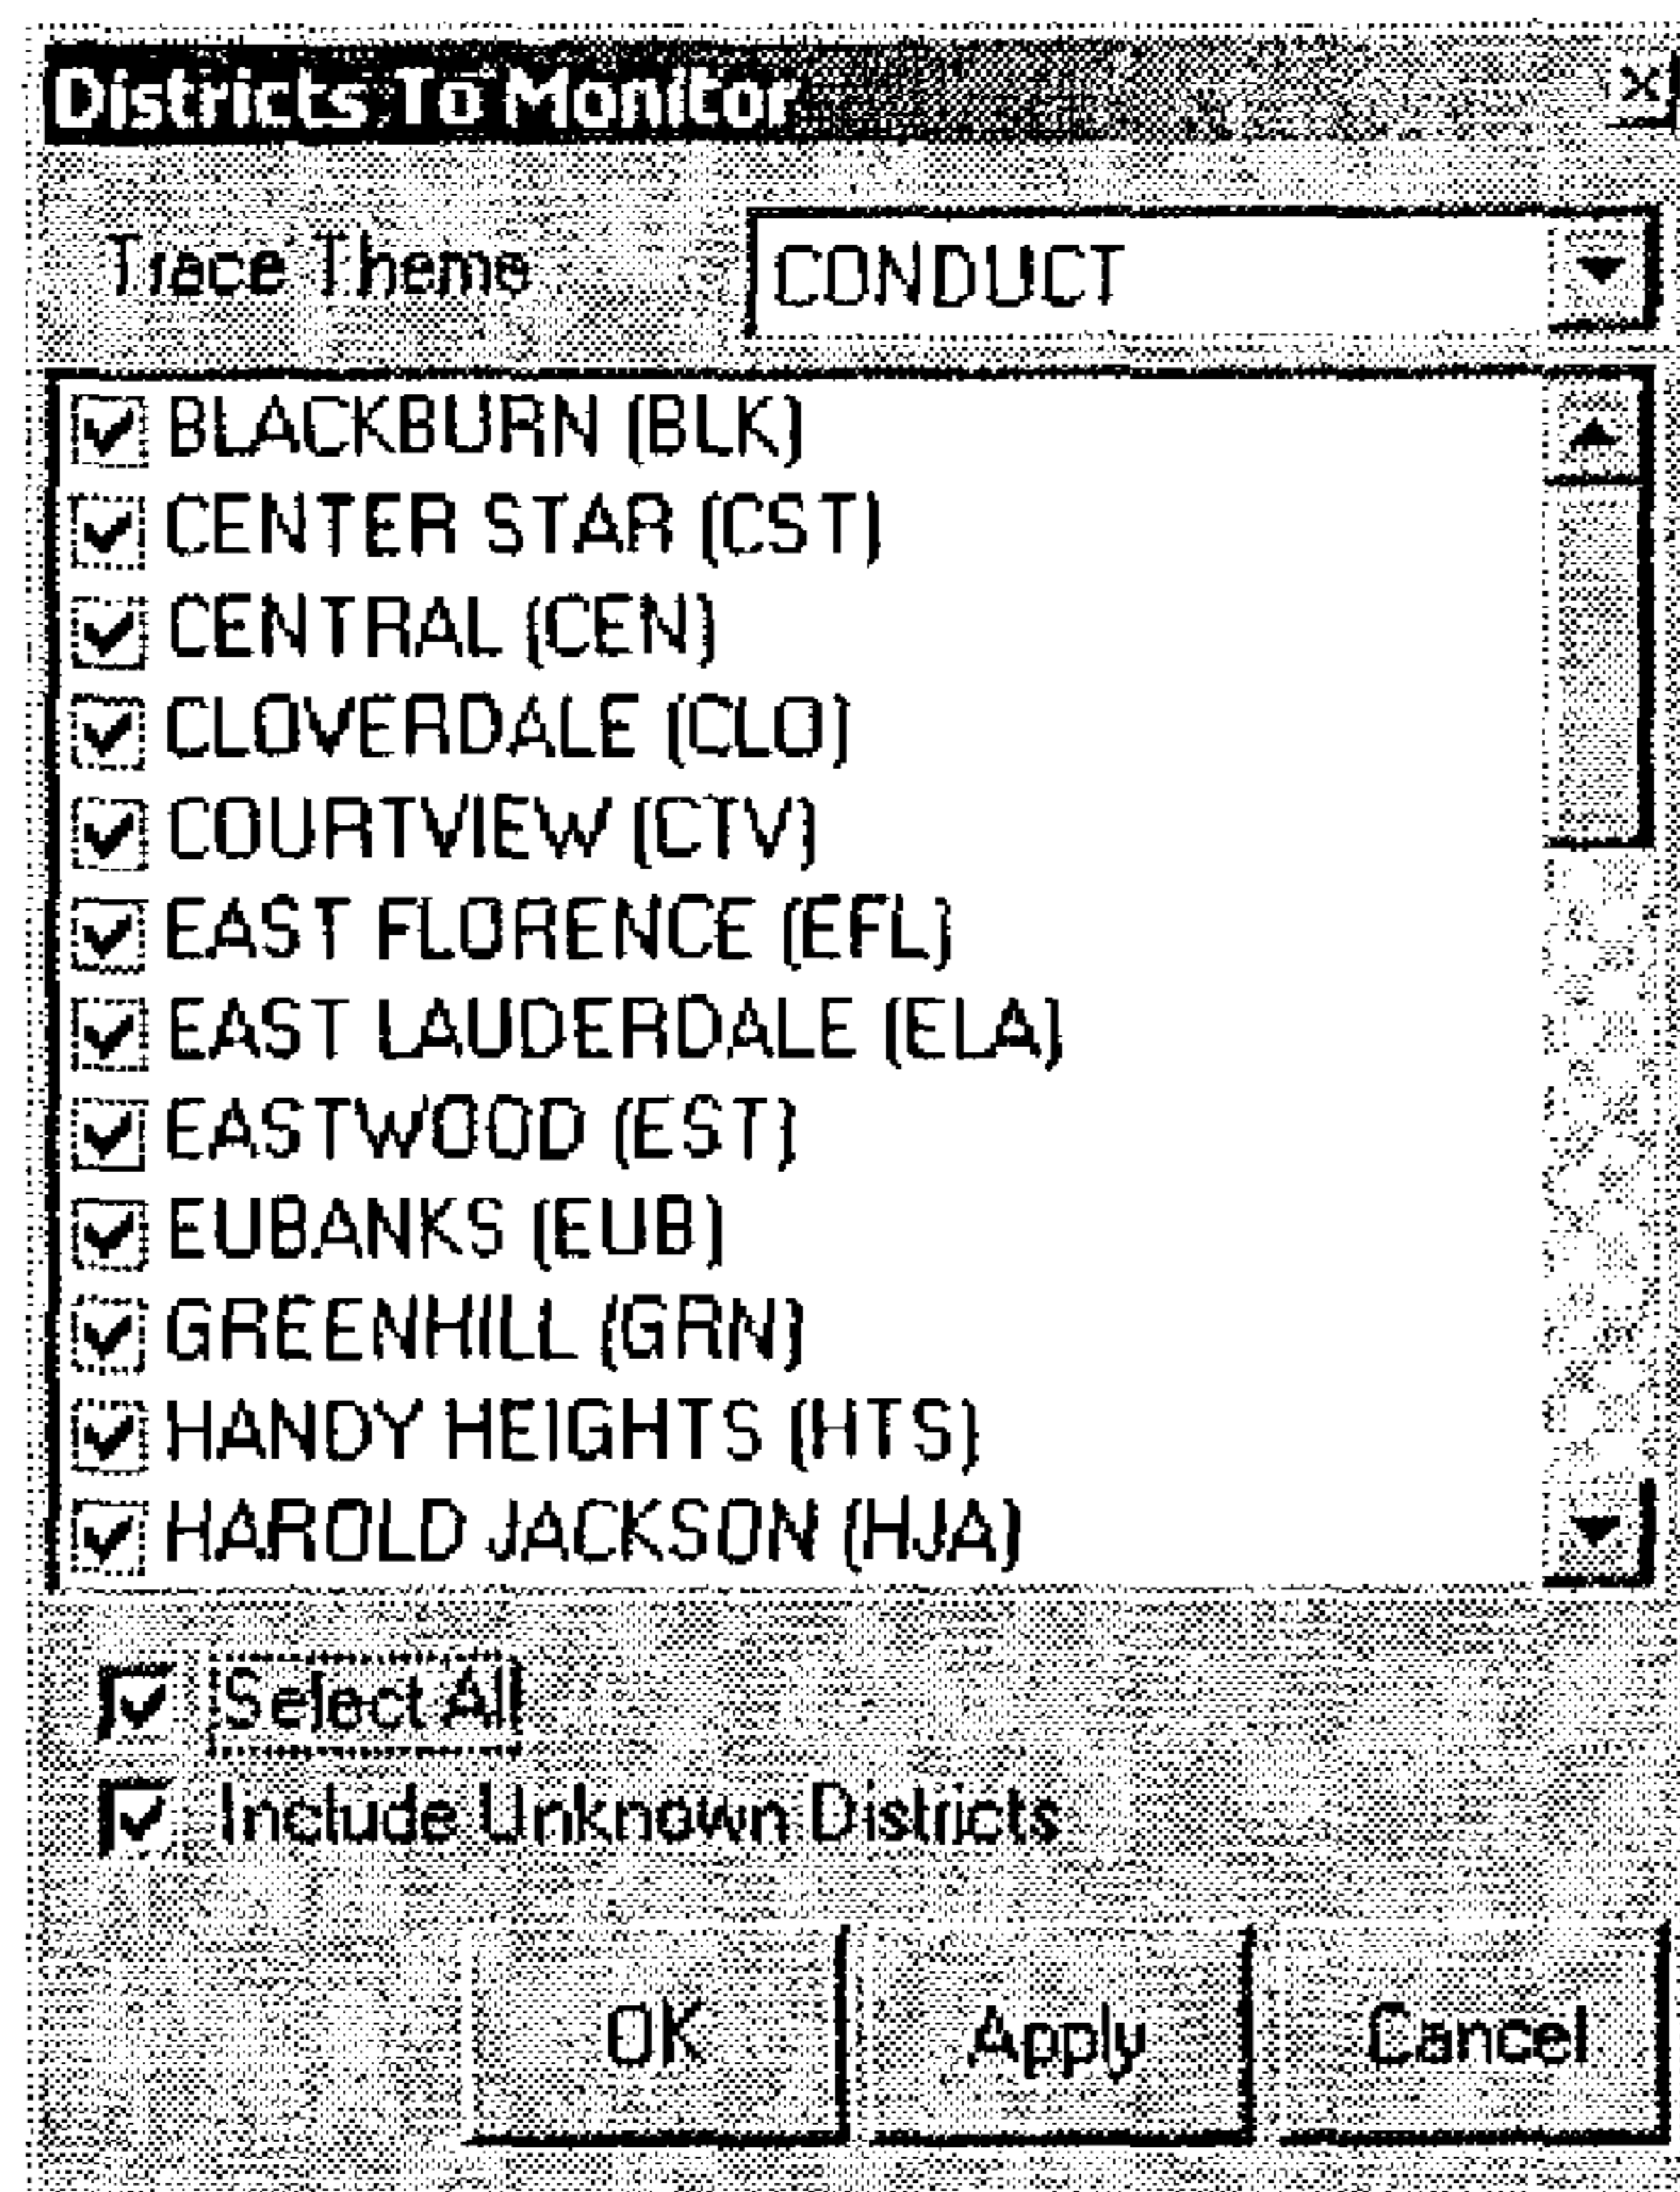 Districts To Monitor
Trace Theme CONDUCT
BLACKBURN (BLK)
CENTER STAR (CST)
CENTRAL (CEN)
CLOVERDALE (CLO)
COURTVIEW (CTV)
EAST FLORENCE (EFL)
EAST LAUDERDALE (ELA)
EASTWOOD (EST)
EUBANKS (EUB)
GREENHILL (GRN)
HANDY HEIGHTS (HTS)
HAROLD JACKSON (HJA)
Select All
Include Unknown Districts
OK Apply Cancel